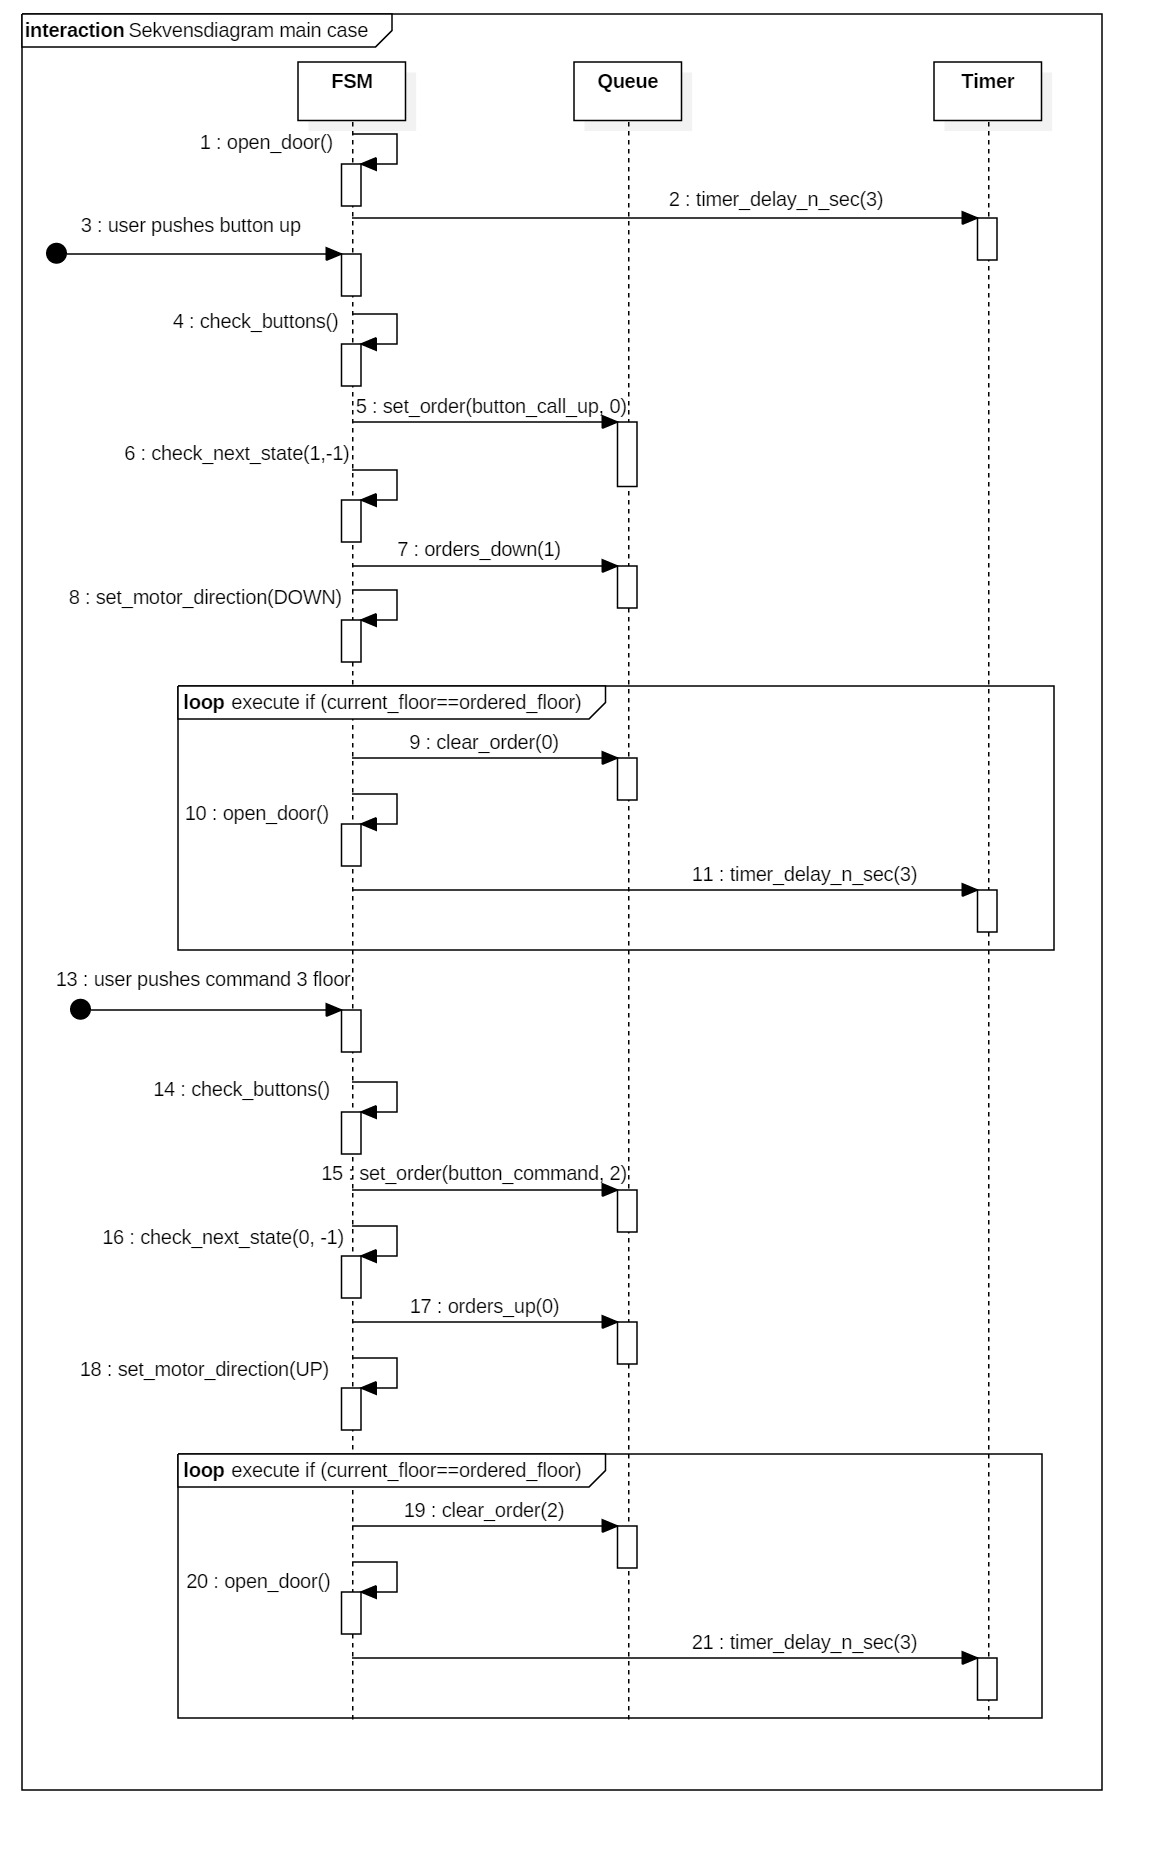 interaction Sekvensdiagram main case
FSM
Queue
Timer
1 : open_door()
2 : timer_delay_n_sec(3)
3 : user pushes button up
4 : check_buttons()
5 : set_order(button_call_up, 0)
6 : check_next_state(1,-1)
7 : orders_down(1)
8 : set_motor_direction(DOWN)
loop execute if (current_floor==ordered_floor)
9 : clear_order(0)
10 : open_door()
11 : timer_delay_n_sec(3)
13 : user pushes command 3 floor
14 : check_buttons()
15 : set_order(button_command, 2)
16 : check_next_state(0, -1)
17 : orders_up(0)
18 : set_motor_direction(UP)
loop execute if (current_floor==ordered_floor)
19 : clear_order(2)
20 : open_door()
21 : timer_delay_n_sec(3)